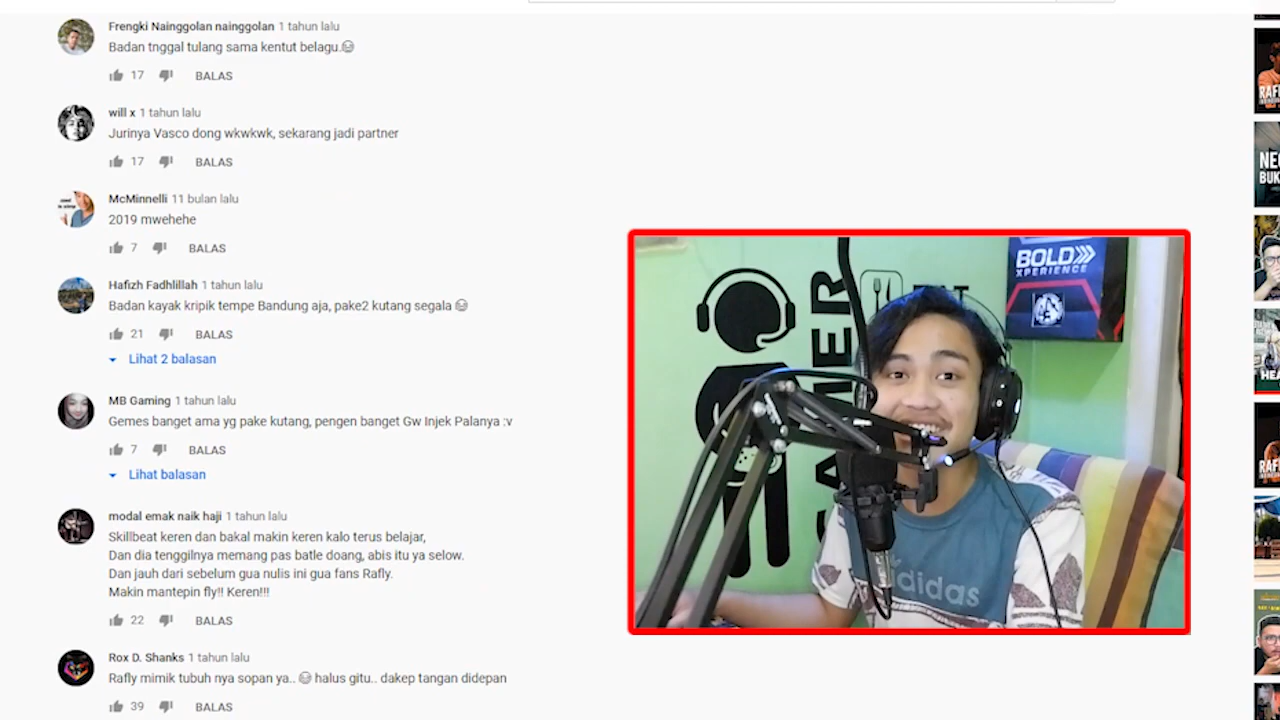 Frengki Nainggolan nainggolan 1 tahun lalu
Badan tnggal tulang sama kentut belagu.😂
17 BALAS
will x 1 tahun lalu
Jurinya Vasco dong wkwkwk, sekarang jadi partner
17 BALAS
McMinnelli 11 bulan lalu
2019 mwehehe
7 BALAS
Hafizh Fadhlillah 1 tahun lalu
Badan kayak kripik tempe Bandung aja, pake2 kutang segala 😂
21 BALAS
Lihat 2 balasan
MB Gaming 1 tahun lalu
Gemes banget ama yg pake kutang, pengen banget Gw Injek Palanya :v
7 BALAS
Lihat balasan
modal emak naik haji 1 tahun lalu
Skillbeat keren dan bakal makin keren kalo terus belajar,
Dan dia tenggilnya memang pas batle doang, abis itu ya selow.
Dan jauh dari sebelum gua nulis ini gua fans Rafly.
Makin mantepin fly!! Keren!!!
22 BALAS
Rox D. Shanks 1 tahun lalu
Rafly mimik tubuh nya sopan ya.. 😂 halus gitu.. dakep tangan didepan
39 BALAS
BOLD
XPERIENCE
GAMER
adidas
RAF
NEG
BUK
HEA
RAF